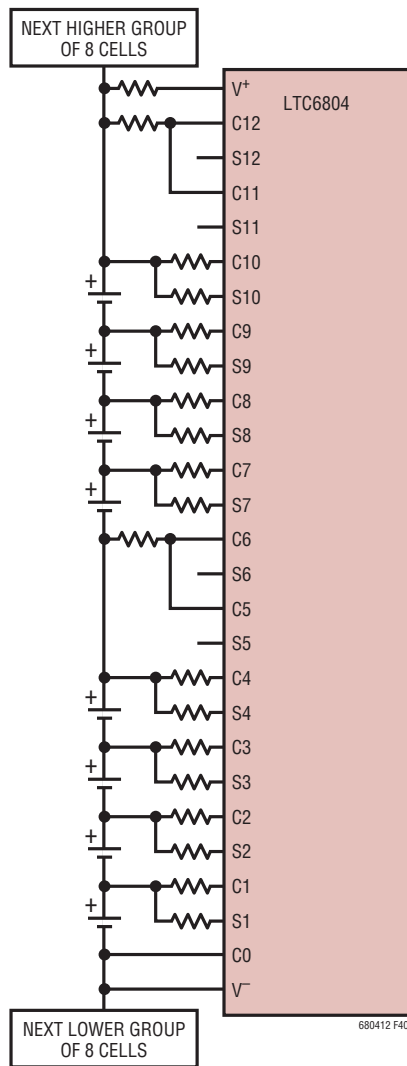 NEXT HIGHER GROUP
OF 8 CELLS
LTC6804
V+
C12
S12
C11
S11
C10
S10
C9
S9
C8
S8
C7
S7
C6
S6
C5
S5
C4
S4
C3
S3
C2
S2
C1
S1
C0
V–
+
+
+
+
+
+
+
+
NEXT LOWER GROUP
OF 8 CELLS
680412 F40